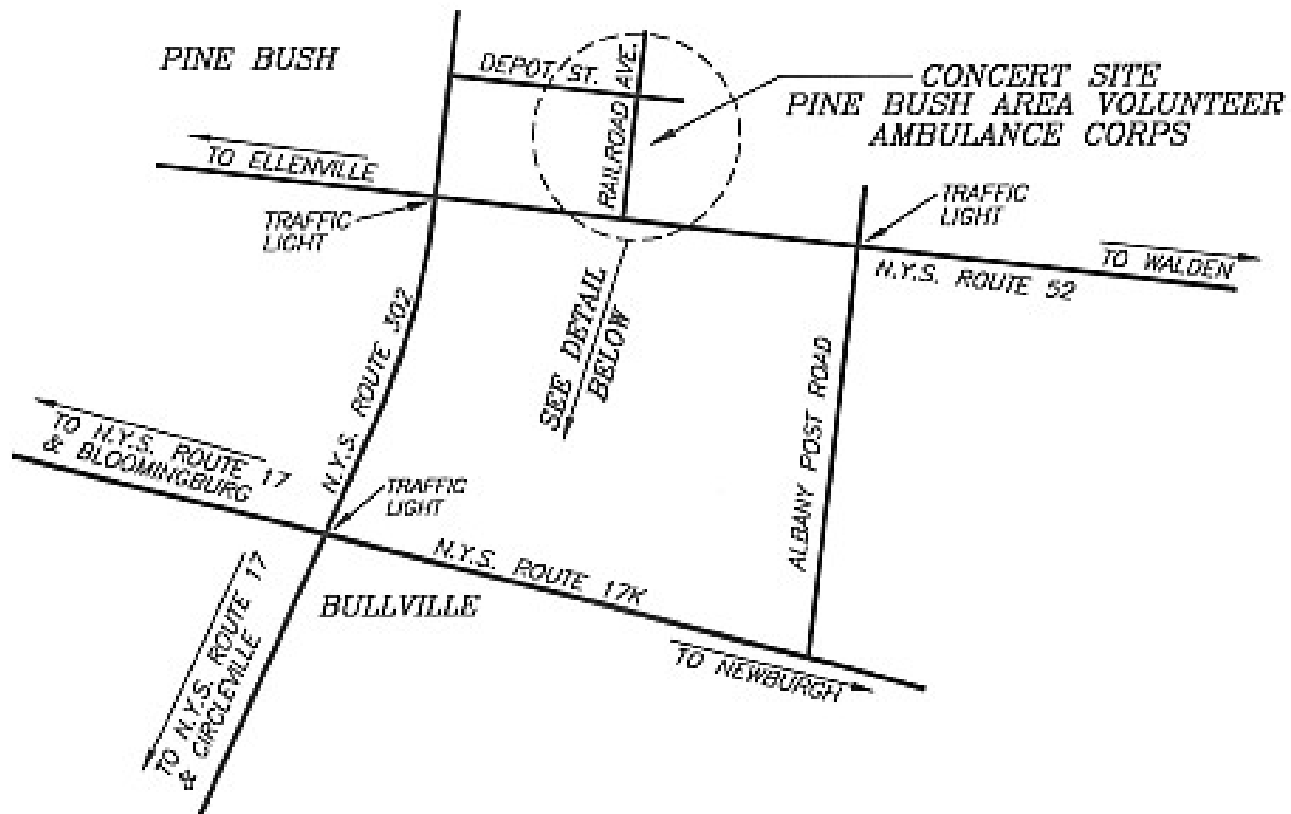 PINE BUSH
DEPOT ST.
RAILROAD AVE.
CONCERT SITE
PINE BUSH AREA VOLUNTEER
AMBULANCE CORPS
TO ELLENVILLE
TRAFFIC
LIGHT
TRAFFIC
LIGHT
N.Y.S. ROUTE 52
TO WALDEN
N.Y.S. ROUTE 302
SEE DETAIL
BELOW
ALBANY POST ROAD
TO N.Y.S. ROUTE 17
& BLOOMINGBURG
TRAFFIC
LIGHT
N.Y.S. ROUTE 17K
BULLVILLE
TO NEWBURGH
TO N.Y.S. ROUTE 17
& CIRCLEVILLE